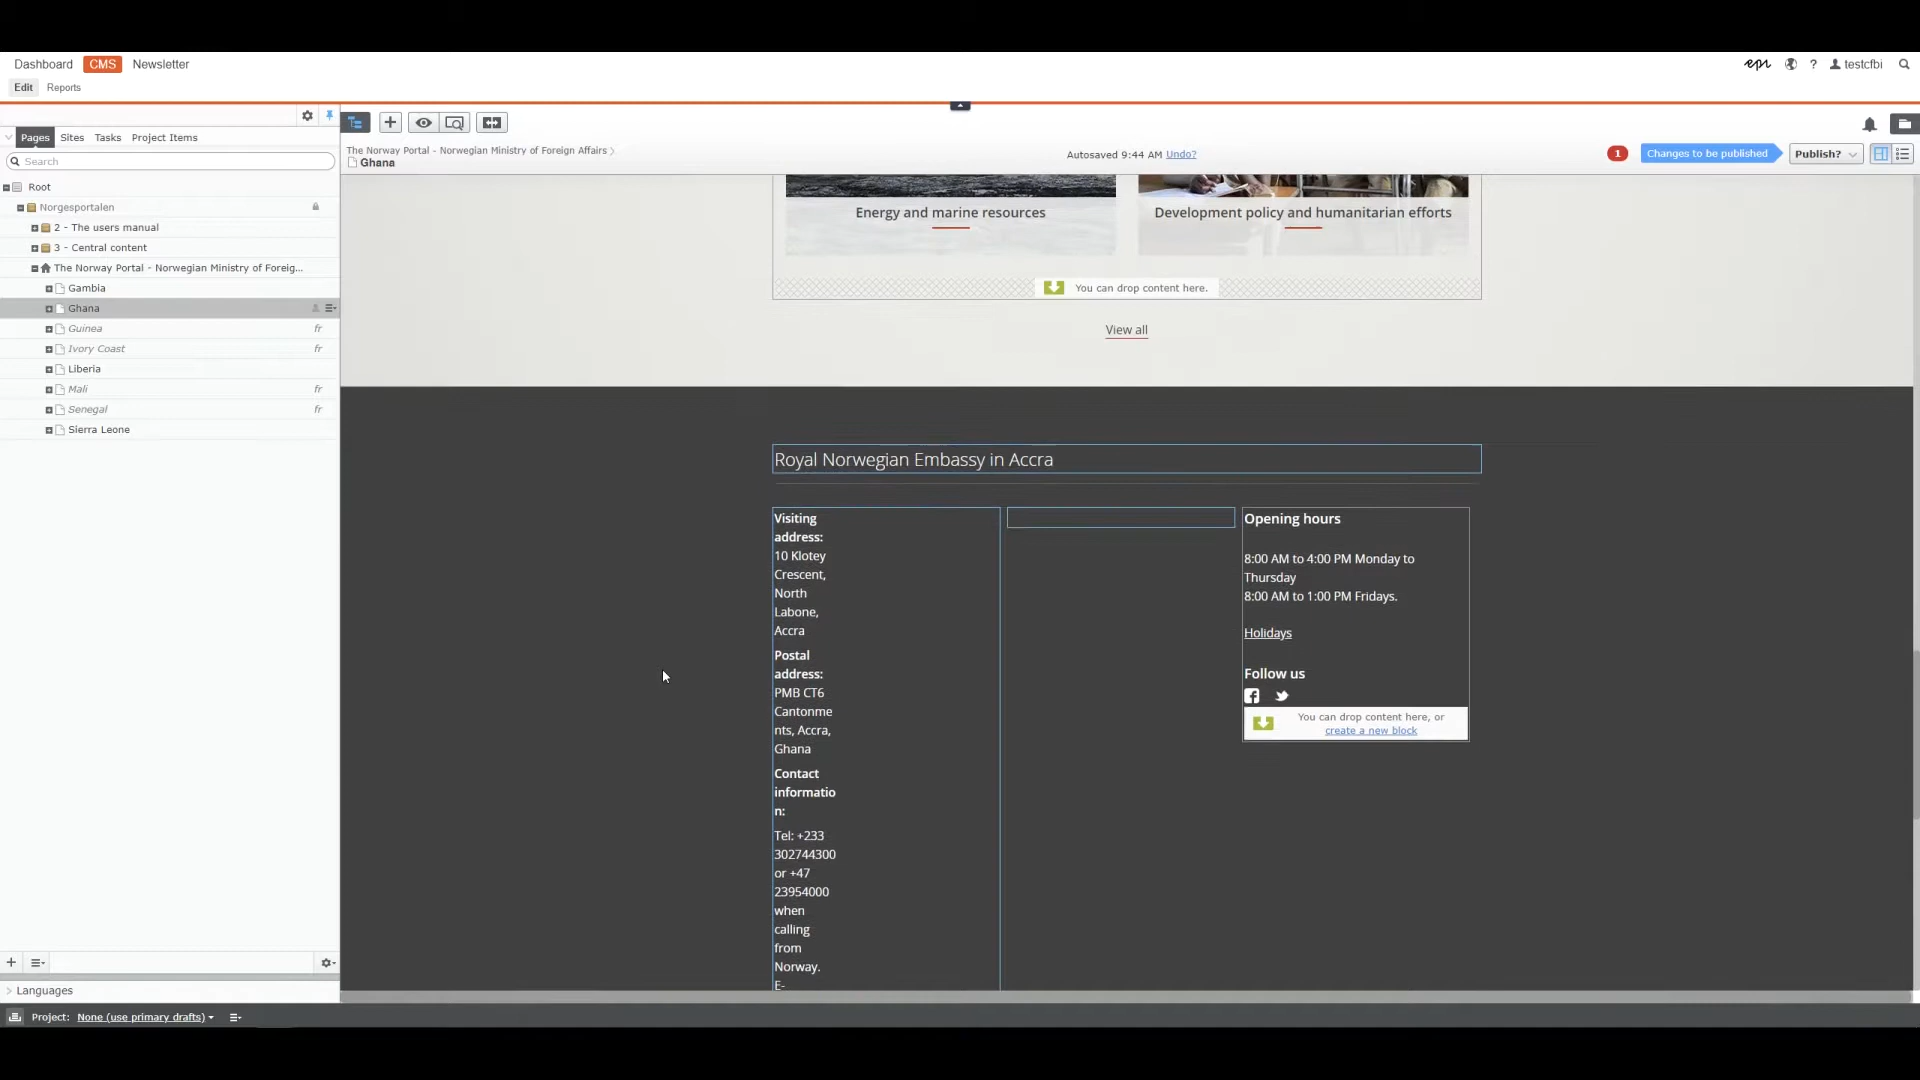 Dashboard CMS Newsletter
epi ? testcfbi
Edit Reports
Pages Sites Tasks Project Items
Search
Root
Norgesportalen
2 - The users manual
3 - Central content
The Norway Portal - Norwegian Ministry of Foreig...
Gambia
Ghana
Guinea fr
Ivory Coast fr
Liberia
Mali fr
Senegal fr
Sierra Leone
Languages
The Norway Portal - Norwegian Ministry of Foreign Affairs
Ghana
Autosaved 9:44 AM Undo?
1 Changes to be published Publish?
Energy and marine resources
Development policy and humanitarian efforts
You can drop content here.
View all
Royal Norwegian Embassy in Accra
Visiting
address:
10 Klotey
Crescent,
North
Labone,
Accra
Postal
address:
PMB CT6
Cantonme
nts, Accra,
Ghana
Contact
informatio
n:
Tel: +233
302744300
or +47
23954000
when
calling
from
Norway.
E-
Opening hours
8:00 AM to 4:00 PM Monday to
Thursday
8:00 AM to 1:00 PM Fridays.
Holidays
Follow us
You can drop content here, or
create a new block
Project: None (use primary drafts)